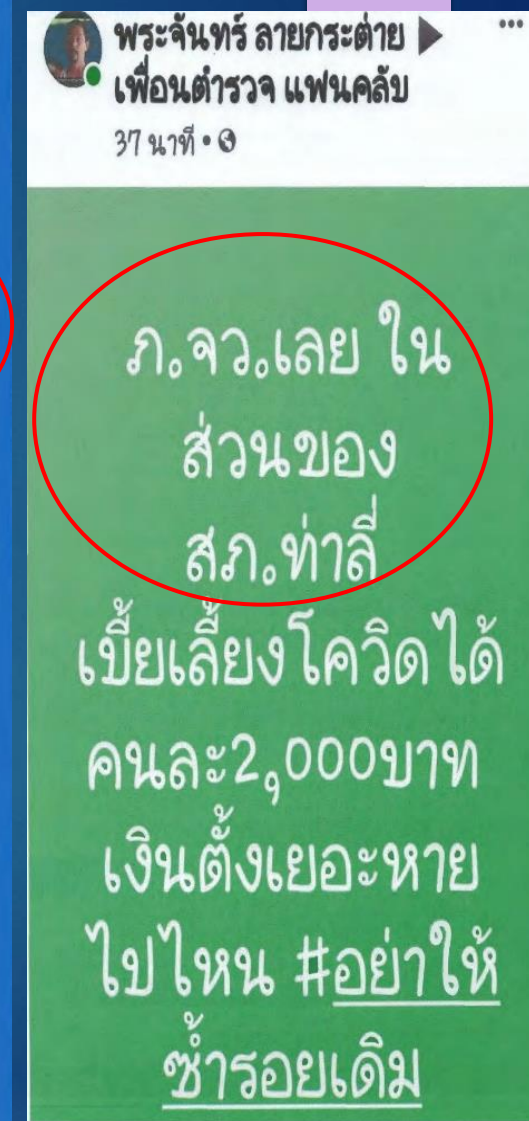 พระจันทร์ ลายกระต่าย ▶
เพื่อนตำรวจ แฟนคลับ
37 นาที •
ภ.จว.เลย ใน
ส่วนของ
สภ.ท่าลี่
เบี้ยเลี้ยงโควิดได้
คนละ2,000บาท
เงินตั้งเยอะหาย
ไปไหน #อย่าให้
ซ้ำรอยเดิม